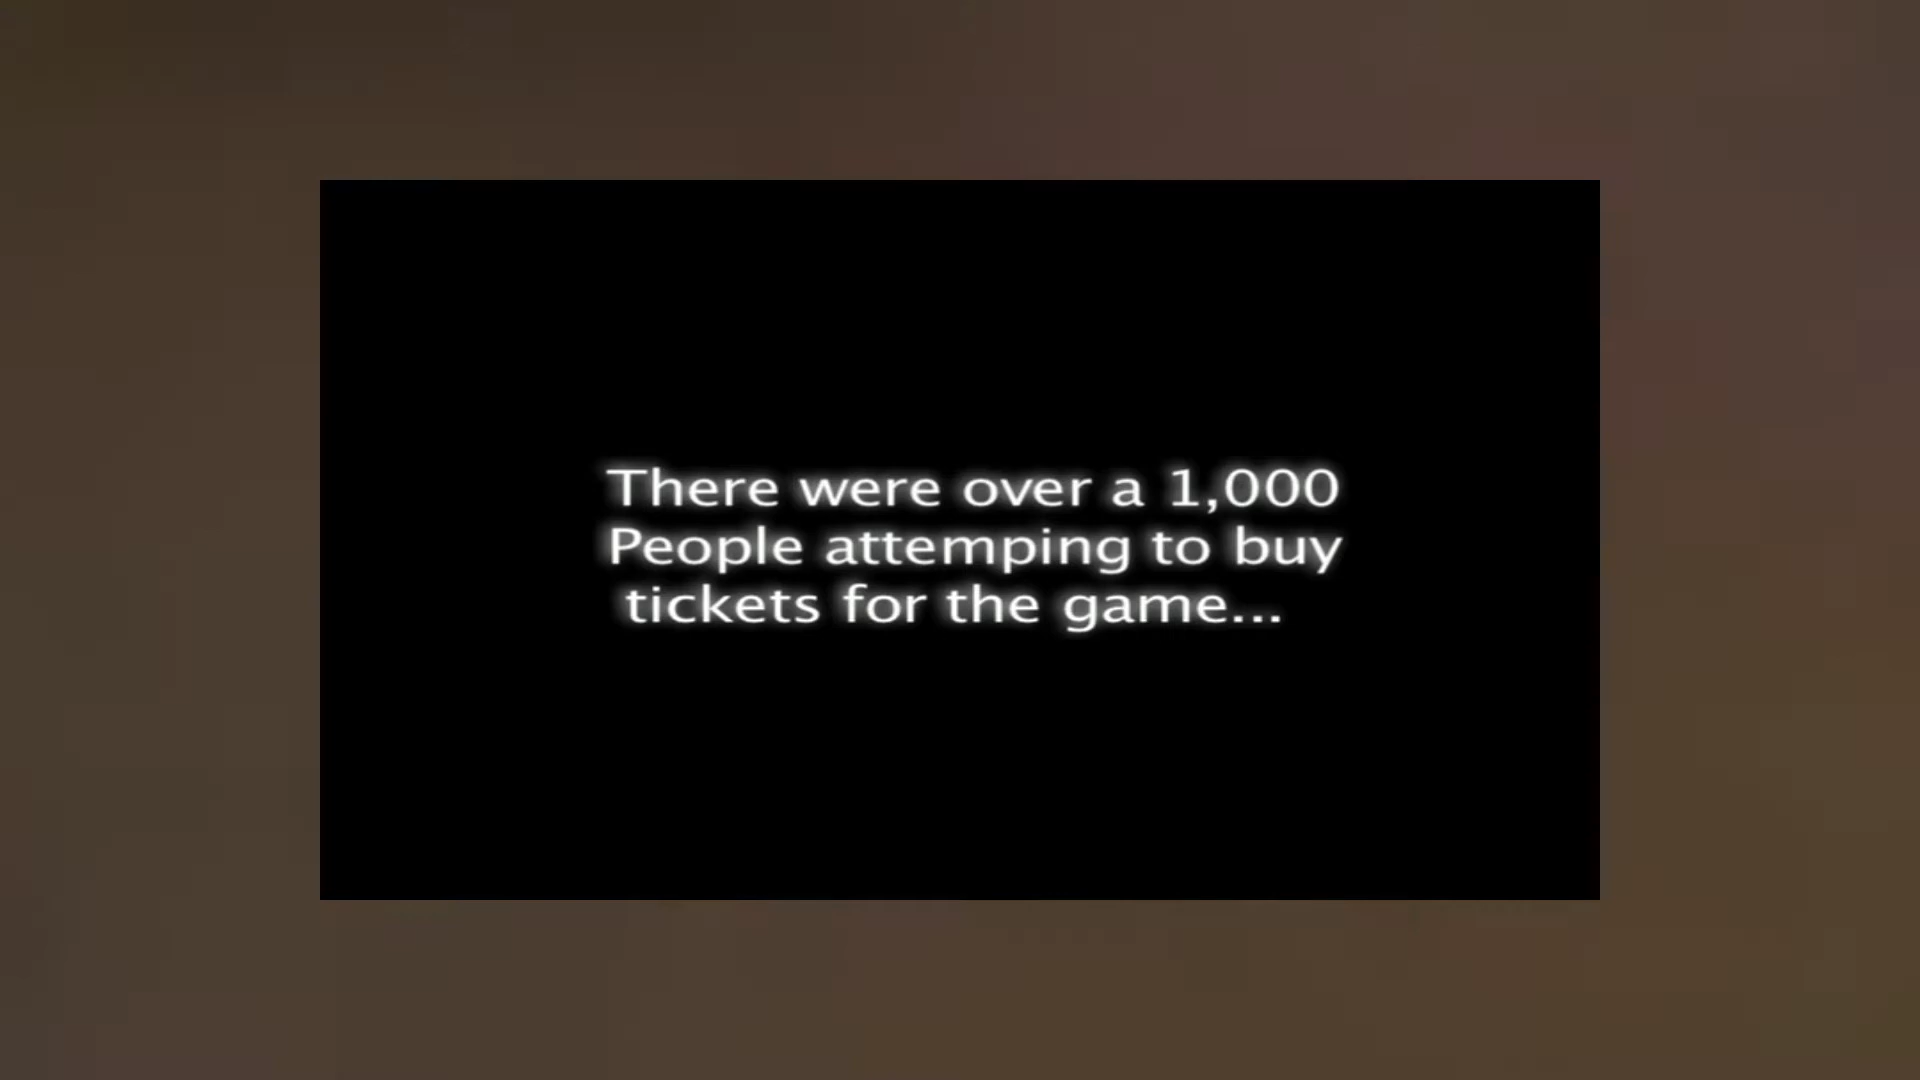 There were over a 1,000
People attemping to buy
tickets for the game...